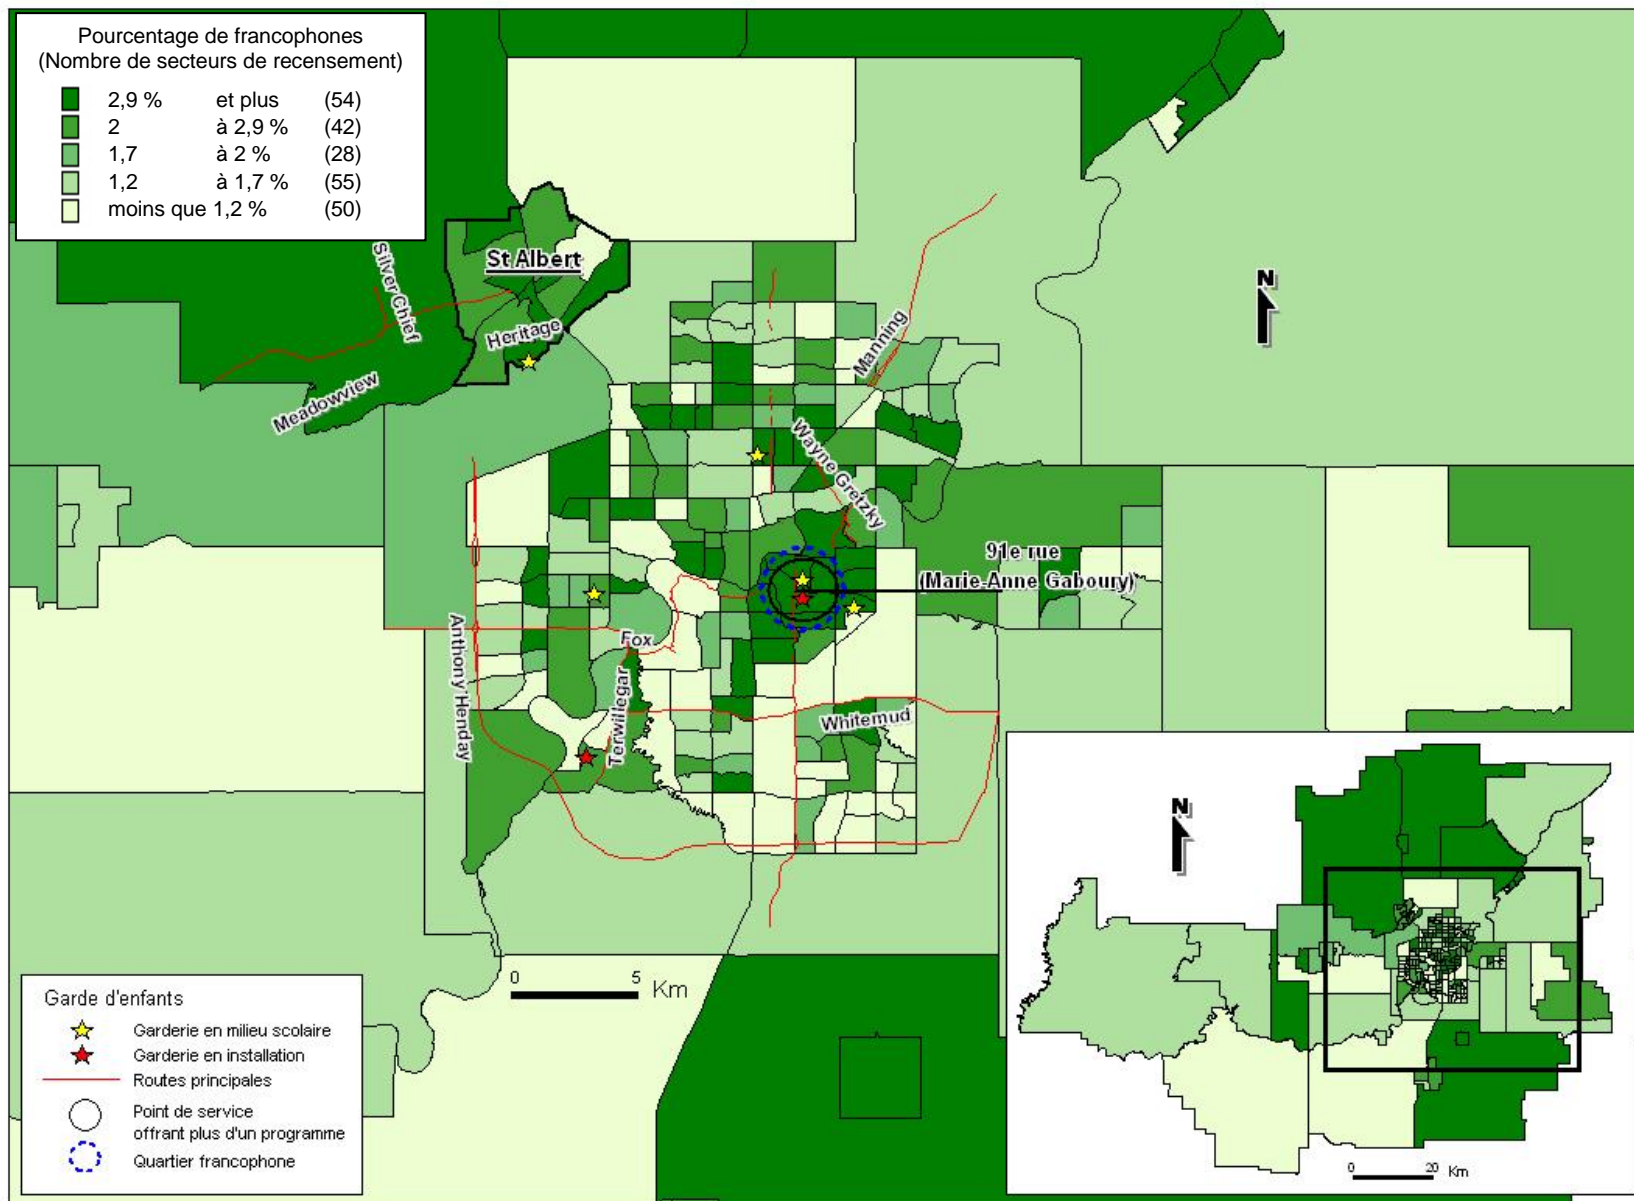 Pourcentage de francophones
(Nombre de secteurs de recensement)
2,9 % et plus (54)
2 à 2,9 % (42)
1,7 à 2 % (28)
1,2 à 1,7 % (55)
moins que 1,2 % (50)
St Albert
Silver Chief
Heritage
Meadowview
Manning
Wayne Gretzky
N
91e rue
(Marie-Anne Gaboury)
Anthony Henday
Fox
Terwillegar
Whitemud
0 5 Km
Garde d'enfants
Garderie en milieu scolaire
Garderie en installation
Routes principales
Point de service
offrant plus d'un programme
Quartier francophone
N
0 20 Km